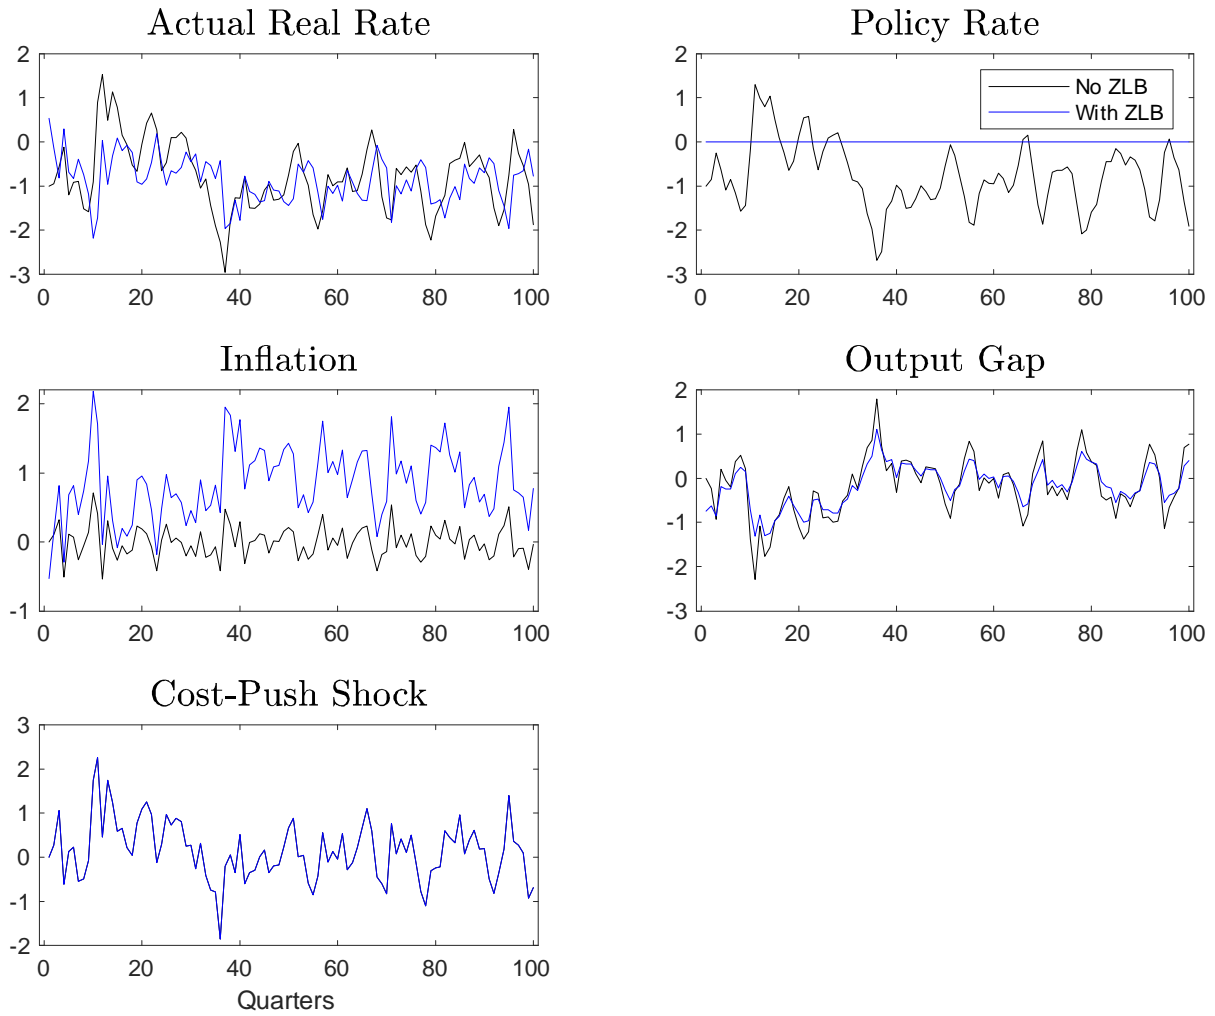 Actual Real Rate
2
1
0
-1
-2
-3
0 20 40 60 80 100
Policy Rate
2
1
0
-1
-2
-3
0 20 40 60 80 100
No ZLB
With ZLB
Inflation
2
1
0
-1
0 20 40 60 80 100
Output Gap
2
1
0
-1
-2
-3
0 20 40 60 80 100
Cost-Push Shock
3
2
1
0
-1
-2
0 20 40 60 80 100
Quarters